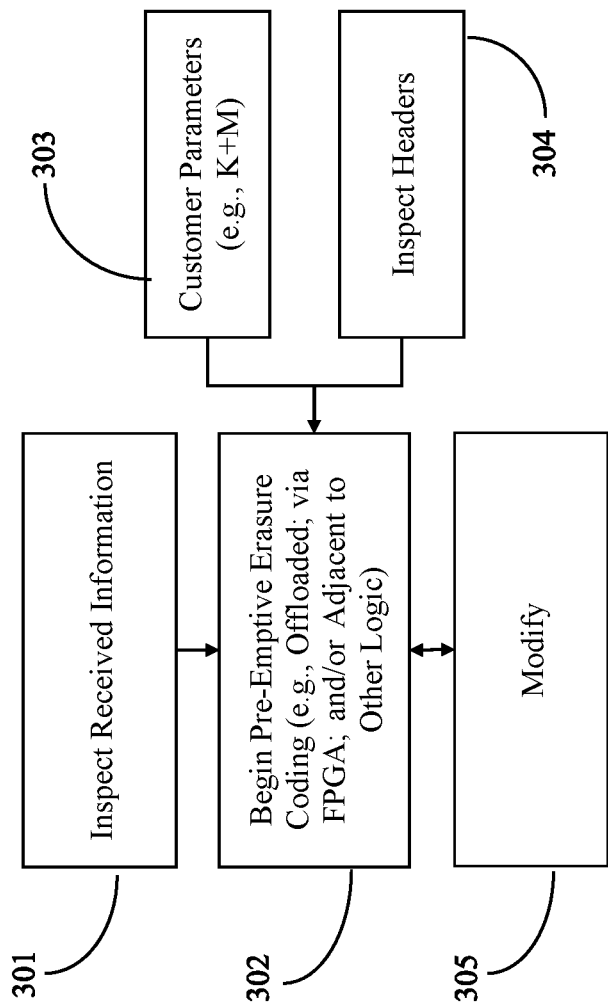 301
Inspect Received Information
302
Begin Pre-Emptive Erasure
Coding (e.g., Offloaded; via
FPGA; and/or Adjacent to
Other Logic)
303
Customer Parameters
(e.g., K+M)
Inspect Headers
304
305
Modify